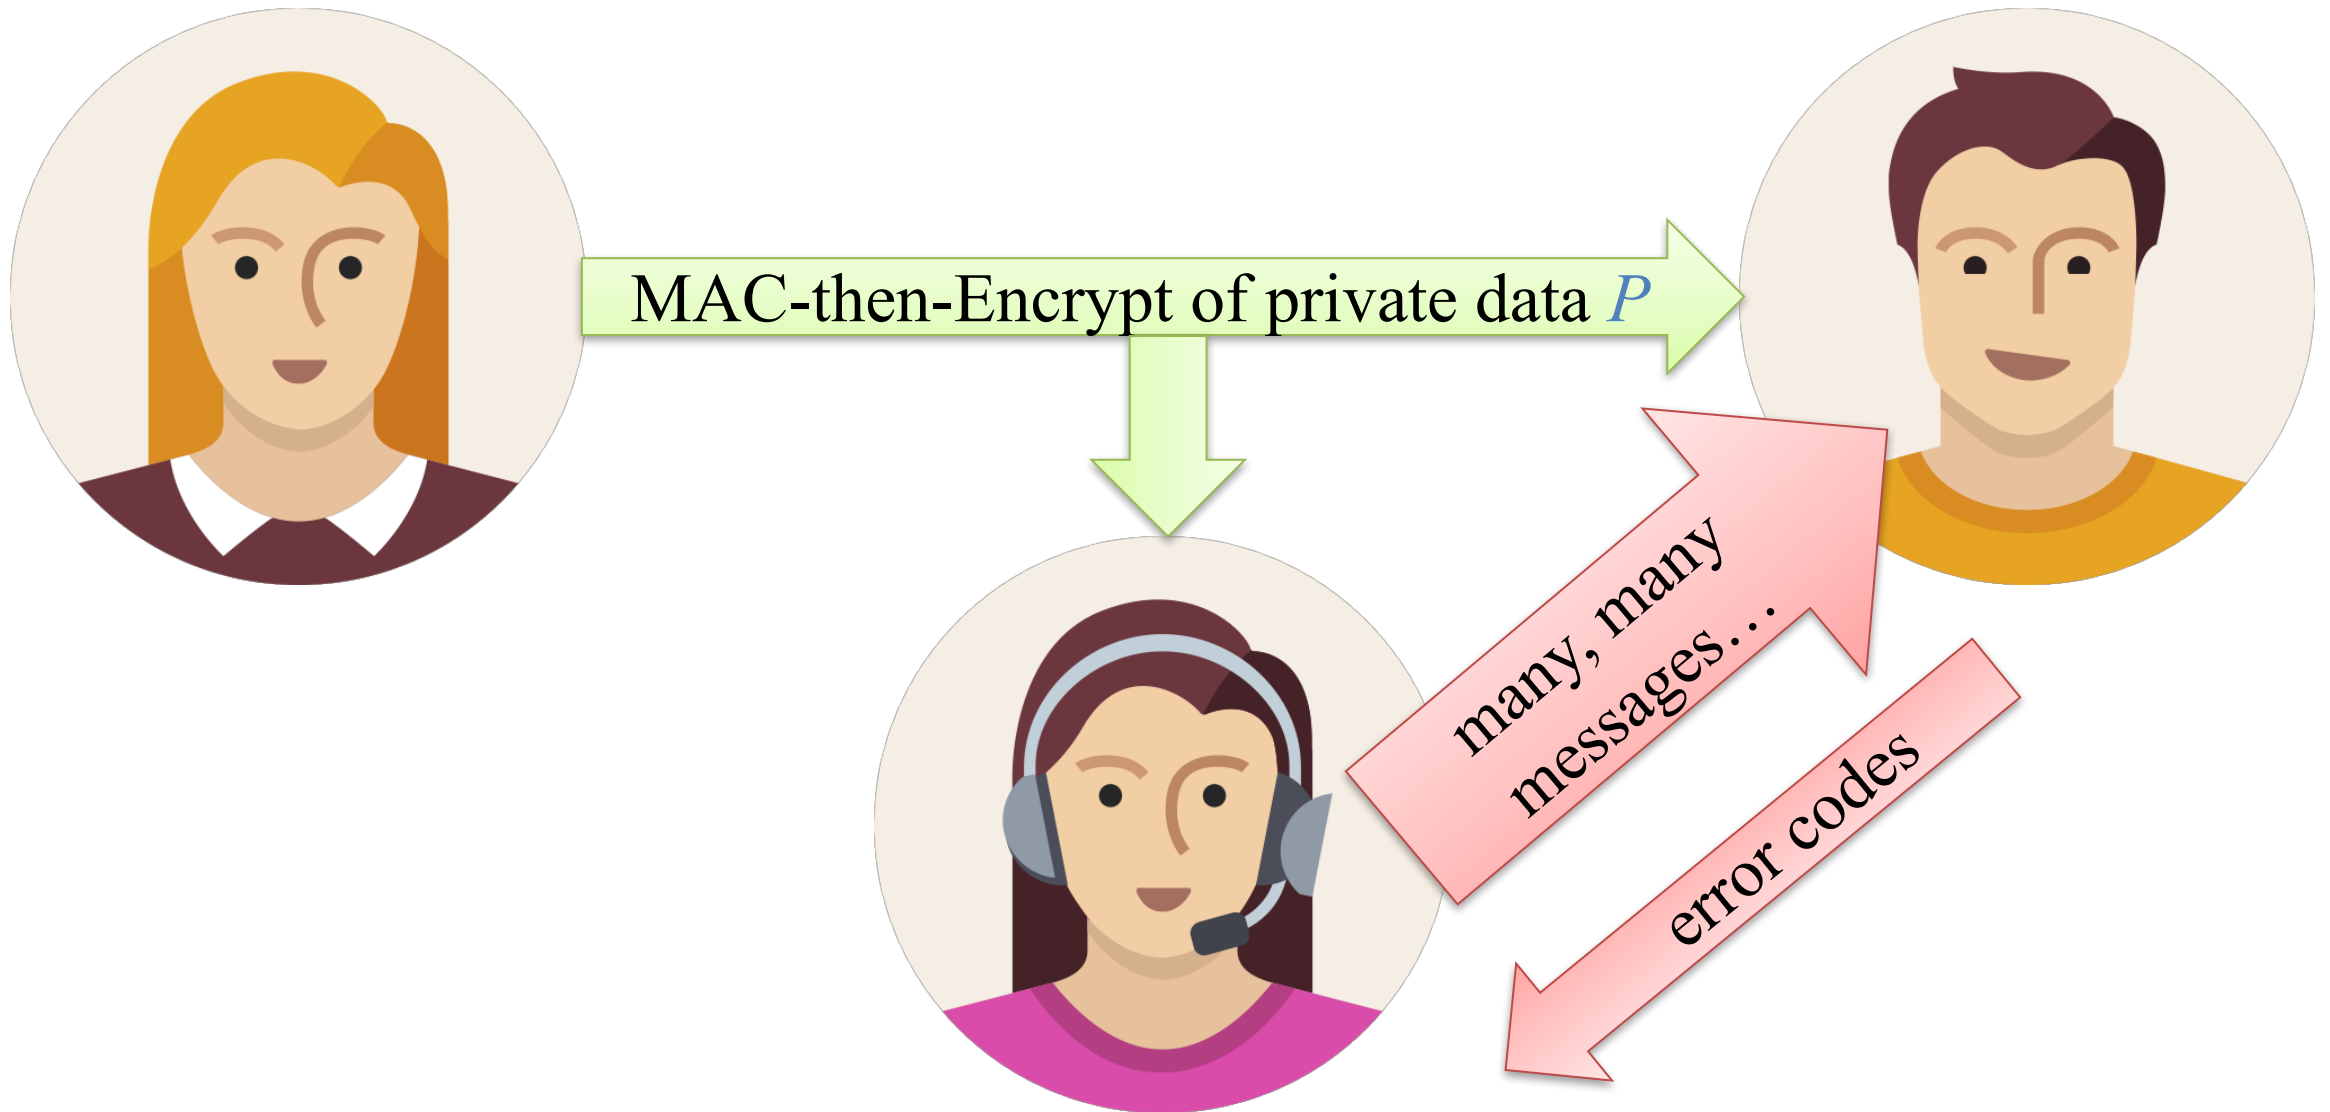 MAC-then-Encrypt of private data P
many, many
messages…
error codes